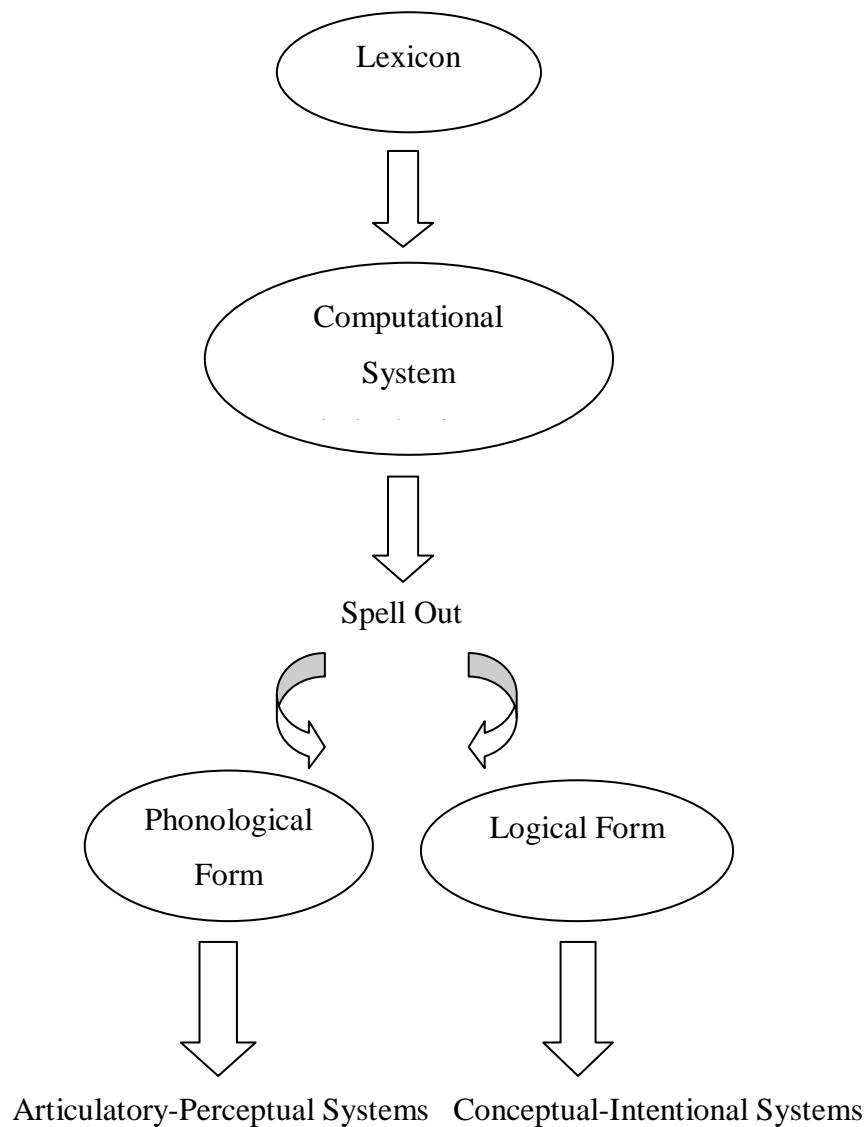 Lexicon
Computational
System
Spell Out
Phonological
Form
Logical Form
Articulatory-Perceptual Systems
Conceptual-Intentional Systems